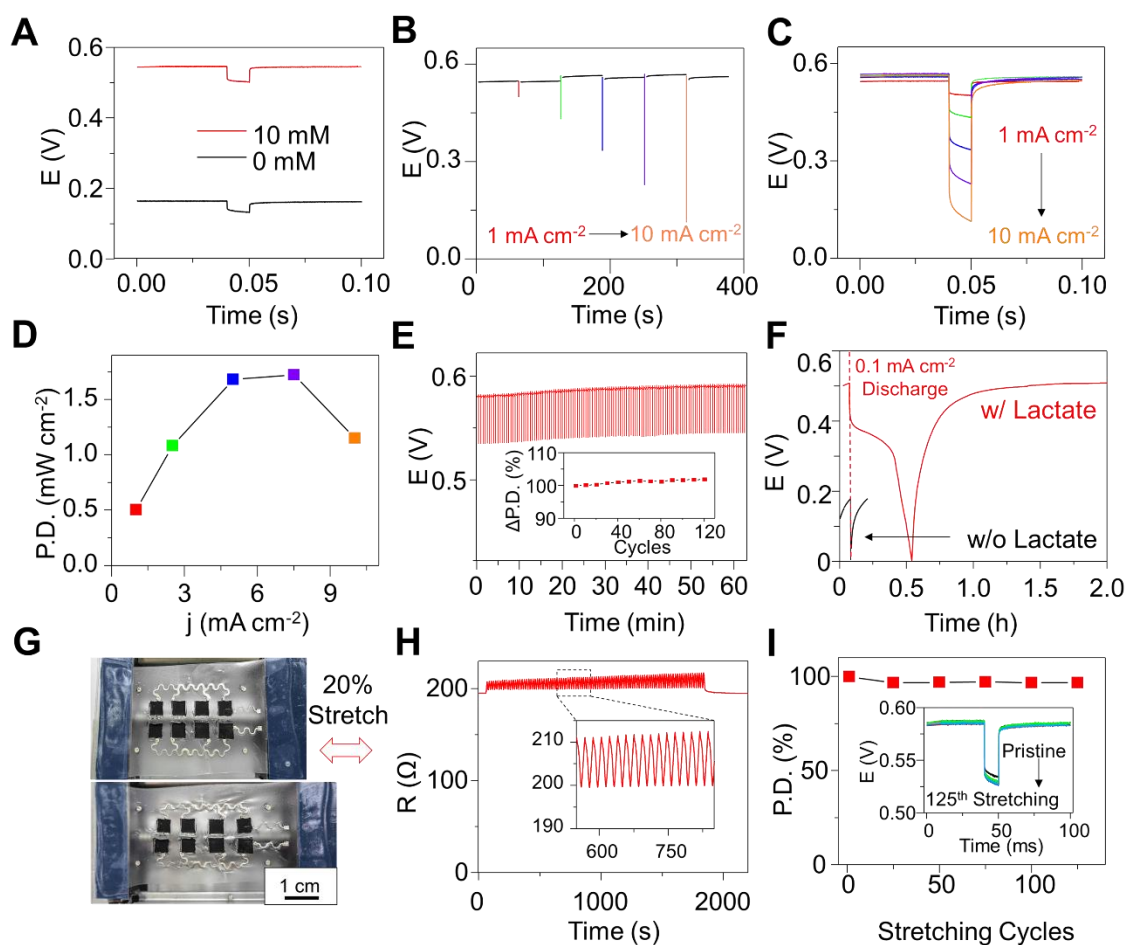 A
0.6
0.4
0.2
0.0
E (V)
10 mM
0 mM
0.00
0.05
0.10
Time (s)
B
0.6
0.3
0.0
E (V)
1 mA cm-2
10 mA cm-2
0
200
400
Time (s)
C
0.6
0.3
0.0
E (V)
1 mA cm-2
10 mA cm-2
0.00
0.05
0.10
Time (s)
D
1.5
1.0
0.5
0.0
P.D. (mW cm-2)
0
3
6
9
j (mA cm-2)
E
0.6
0.5
E (V)
110
100
90
ΔP.D. (%)
0
40
80
120
Cycles
0
10
20
30
40
50
60
Time (min)
F
0.6
0.4
0.2
0
E (V)
0.1 mA cm-2
Discharge
w/ Lactate
w/o Lactate
0
0.5
1.0
1.5
2.0
Time (h)
G
20%
Stretch
1 cm
H
200
100
0
R (Ω)
210
200
190
600
750
0
1000
2000
Time (s)
I
100
75
50
25
0
P.D. (%)
0.60
0.55
0.50
E (V)
Pristine
125th Stretching
0
50
100
Time (ms)
0
50
100
Stretching Cycles